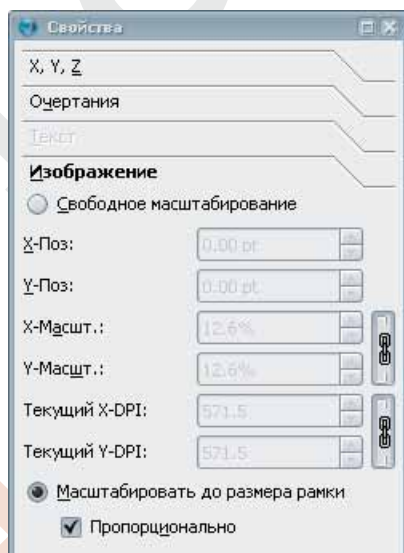 Свойства
X, Y, Z
Очертания
Текст
Изображение
Свободное масштабирование
X-Поз: 0.00 pt
Y-Поз: 0.00 pt
X-Масшт.: 12.6%
Y-Масшт.: 12.6%
Текущий X-DPI: 571.5
Текущий Y-DPI: 571.5
Масштабировать до размера рамки
Пропорционально